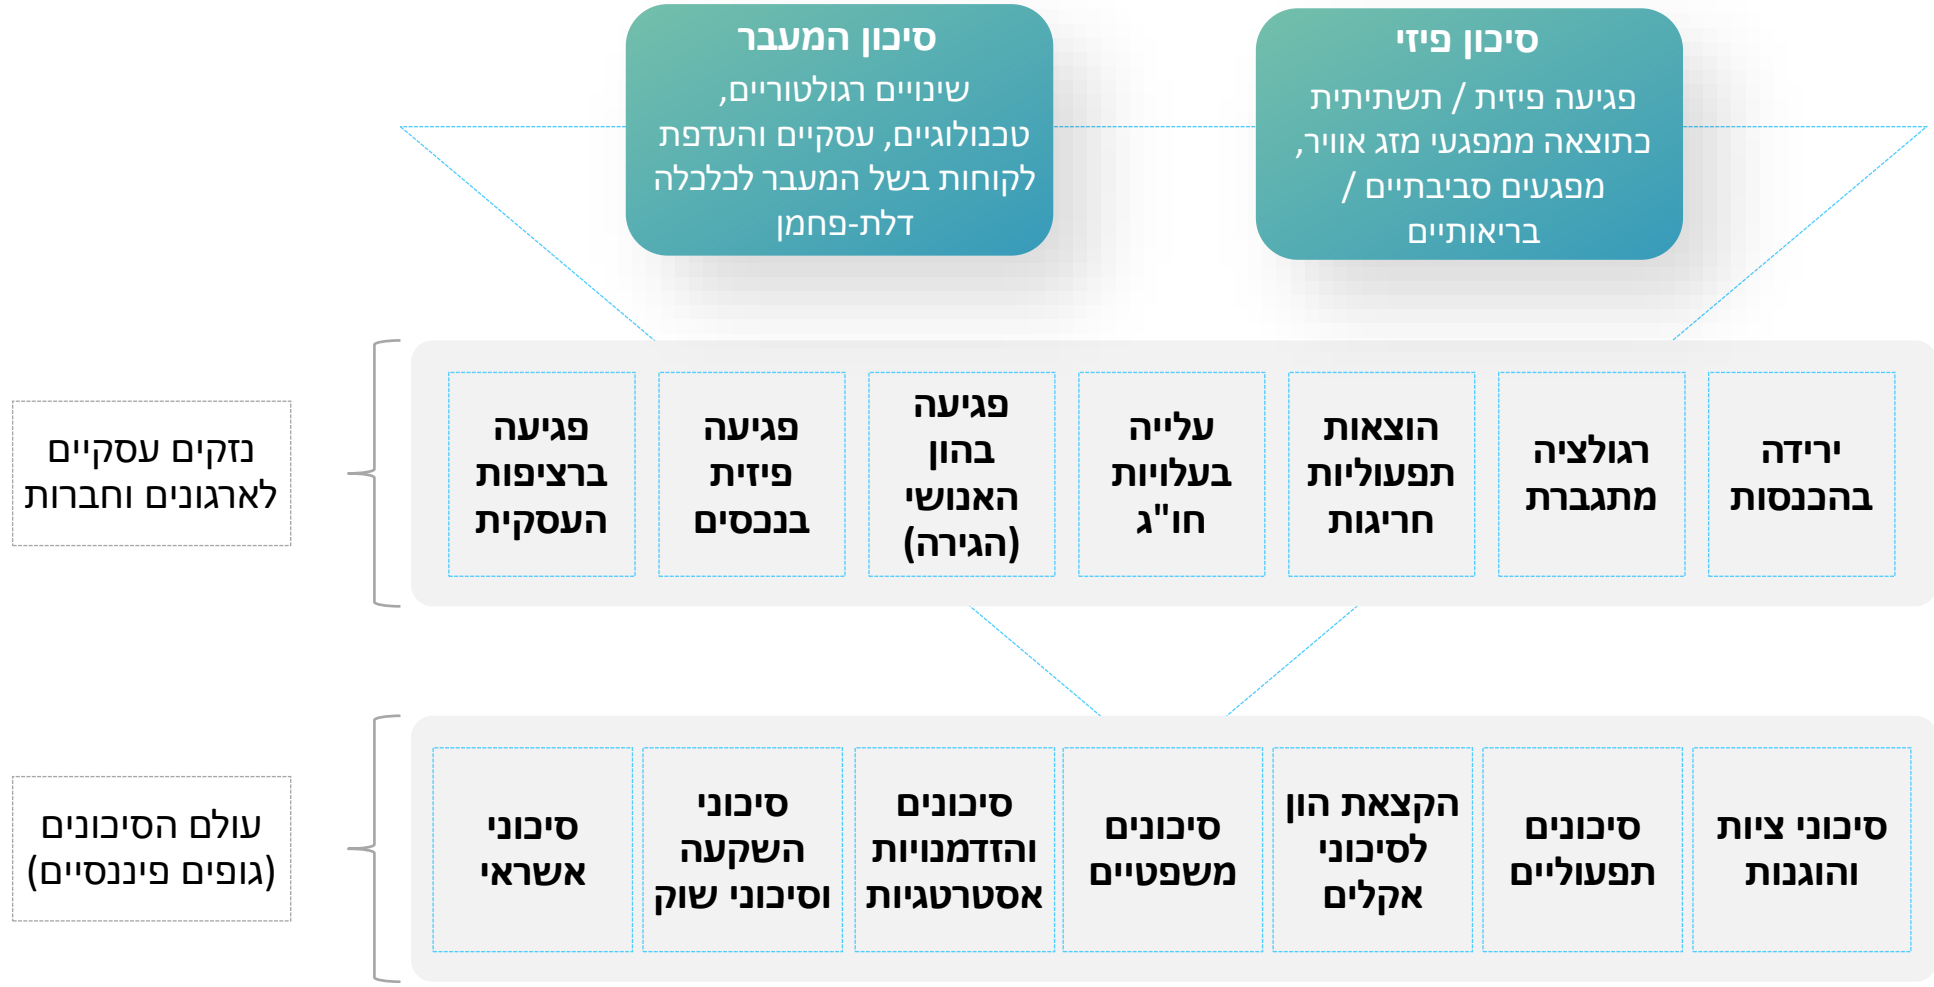 סיכון פיזי
פגיעה פיזית / תשתיתית
כתוצאה ממפגעי מזג אוויר,
מפגעים סביבתיים /
בריאותיים
סיכון המעבר
שינויים רגולטוריים,
טכנולוגיים, עסקיים והעדפת
לקוחות בשל המעבר לכלכלה
דלת-פחמן
ירידה
בהכנסות
רגולציה
מתגברת
הוצאות
תפעוליות
חריגות
עלייה
בעלויות
חו"ג
פגיעה
בהון
האנושי
(הגירה)
פגיעה
פיזית
בנכסים
פגיעה
ברציפות
העסקית
נזקים עסקיים
לארגונים וחברות
סיכוני ציות
והוגנות
סיכונים
תפעוליים
הקצאת הון
לסיכוני
אקלים
סיכונים
משפטיים
סיכונים
והזדמנויות
אסטרטגיות
סיכוני
השקעה
וסיכוני שוק
סיכוני
אשראי
עולם הסיכונים
(גופים פיננסיים)